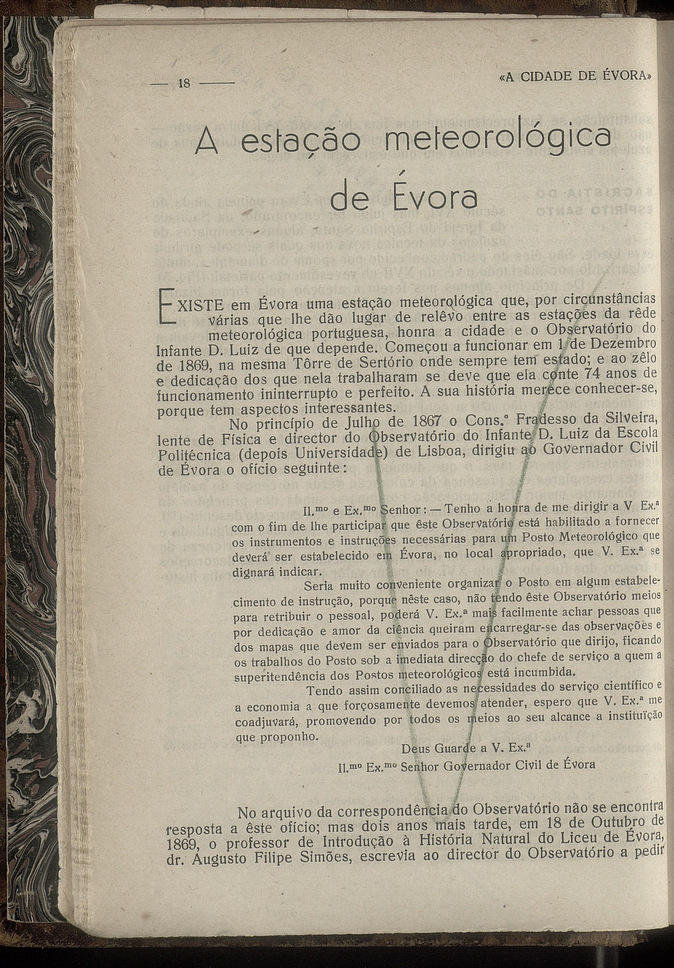 — 18 —
«A CIDADE DE ÉVORA»
A estação meteorológica
de Évora
EXISTE em Évora uma estação meteorológica que, por circunstâncias
várias que lhe dão lugar de relêvo entre as estações da rêde
meteorológica portuguesa, honra a cidade e o Observatório do
Infante D. Luiz de que depende. Começou a funcionar em 1 de Dezembro
de 1869, na mesma Tôrre de Sertório onde sempre tem estado; e ao zêlo
e dedicação dos que nela trabalharam se deve que ela conte 74 anos de
funcionamento ininterrupto e perfeito. A sua história merece conhecer-se,
porque tem aspectos interessantes.
No princípio de Julho de 1867 o Cons.º Fradesso da Silveira,
lente de Física e director do Observatório do Infante D. Luiz da Escola
Politécnica (depois Universidade) de Lisboa, dirigiu ao Governador Civil
de Évora o ofício seguinte:
Il.mo e Ex.mo Senhor: — Tenho a honra de me dirigir a V Ex.ª
com o fim de lhe participar que êste Observatório está habilitado a fornecer
os instrumentos e instruções necessárias para um Posto Meteorológico que
deverá ser estabelecido em Évora, no local apropriado, que V. Ex.ª se
dignará indicar.
Seria muito conveniente organizar o Posto em algum estabele-
cimento de instrução, porque nêste caso, não tendo êste Observatório meios
para retribuir o pessoal, poderá V. Ex.ª mais facilmente achar pessoas que
por dedicação e amor da ciência queiram encarregar-se das observações e
dos mapas que devem ser enviados para o Observatório que dirijo, ficando
os trabalhos do Posto sob a imediata direcção do chefe de serviço a quem a
superitendência dos Postos meteorológicos está incumbida.
Tendo assim conciliado as necessidades do serviço científico e
a economia a que forçosamente devemos atender, espero que V. Ex.ª me
coadjuvará, promovendo por todos os meios ao seu alcance a instituïção
que proponho.
Deus Guarde a V. Ex.ª
Il.mo Ex.mo Senhor Governador Civil de Évora
No arquivo da correspondência do Observatório não se encontra
resposta a êste ofício; mas dois anos mais tarde, em 18 de Outubro de
1869, o professor de Introdução à História Natural do Liceu de Évora,
dr. Augusto Filipe Simões, escrevia ao director do Observatório a pedir